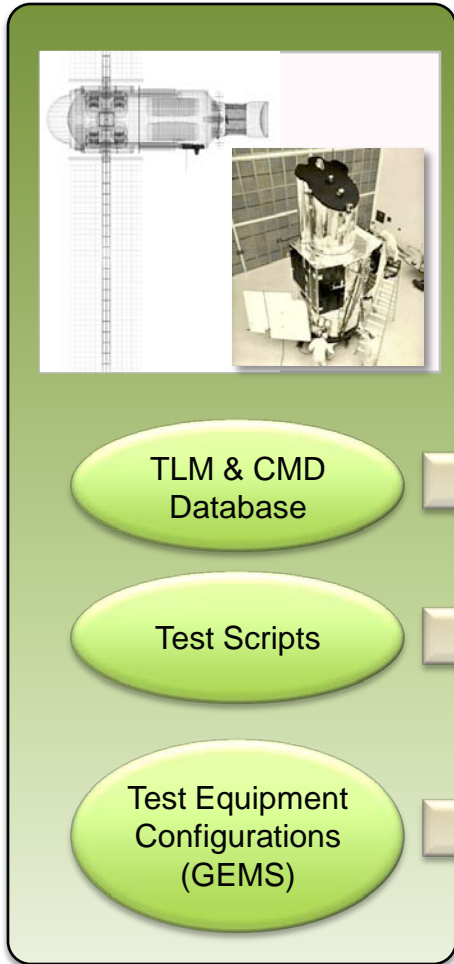 TLM & CMD
Database
Test Scripts
Test Equipment
Configurations
(GEMS)